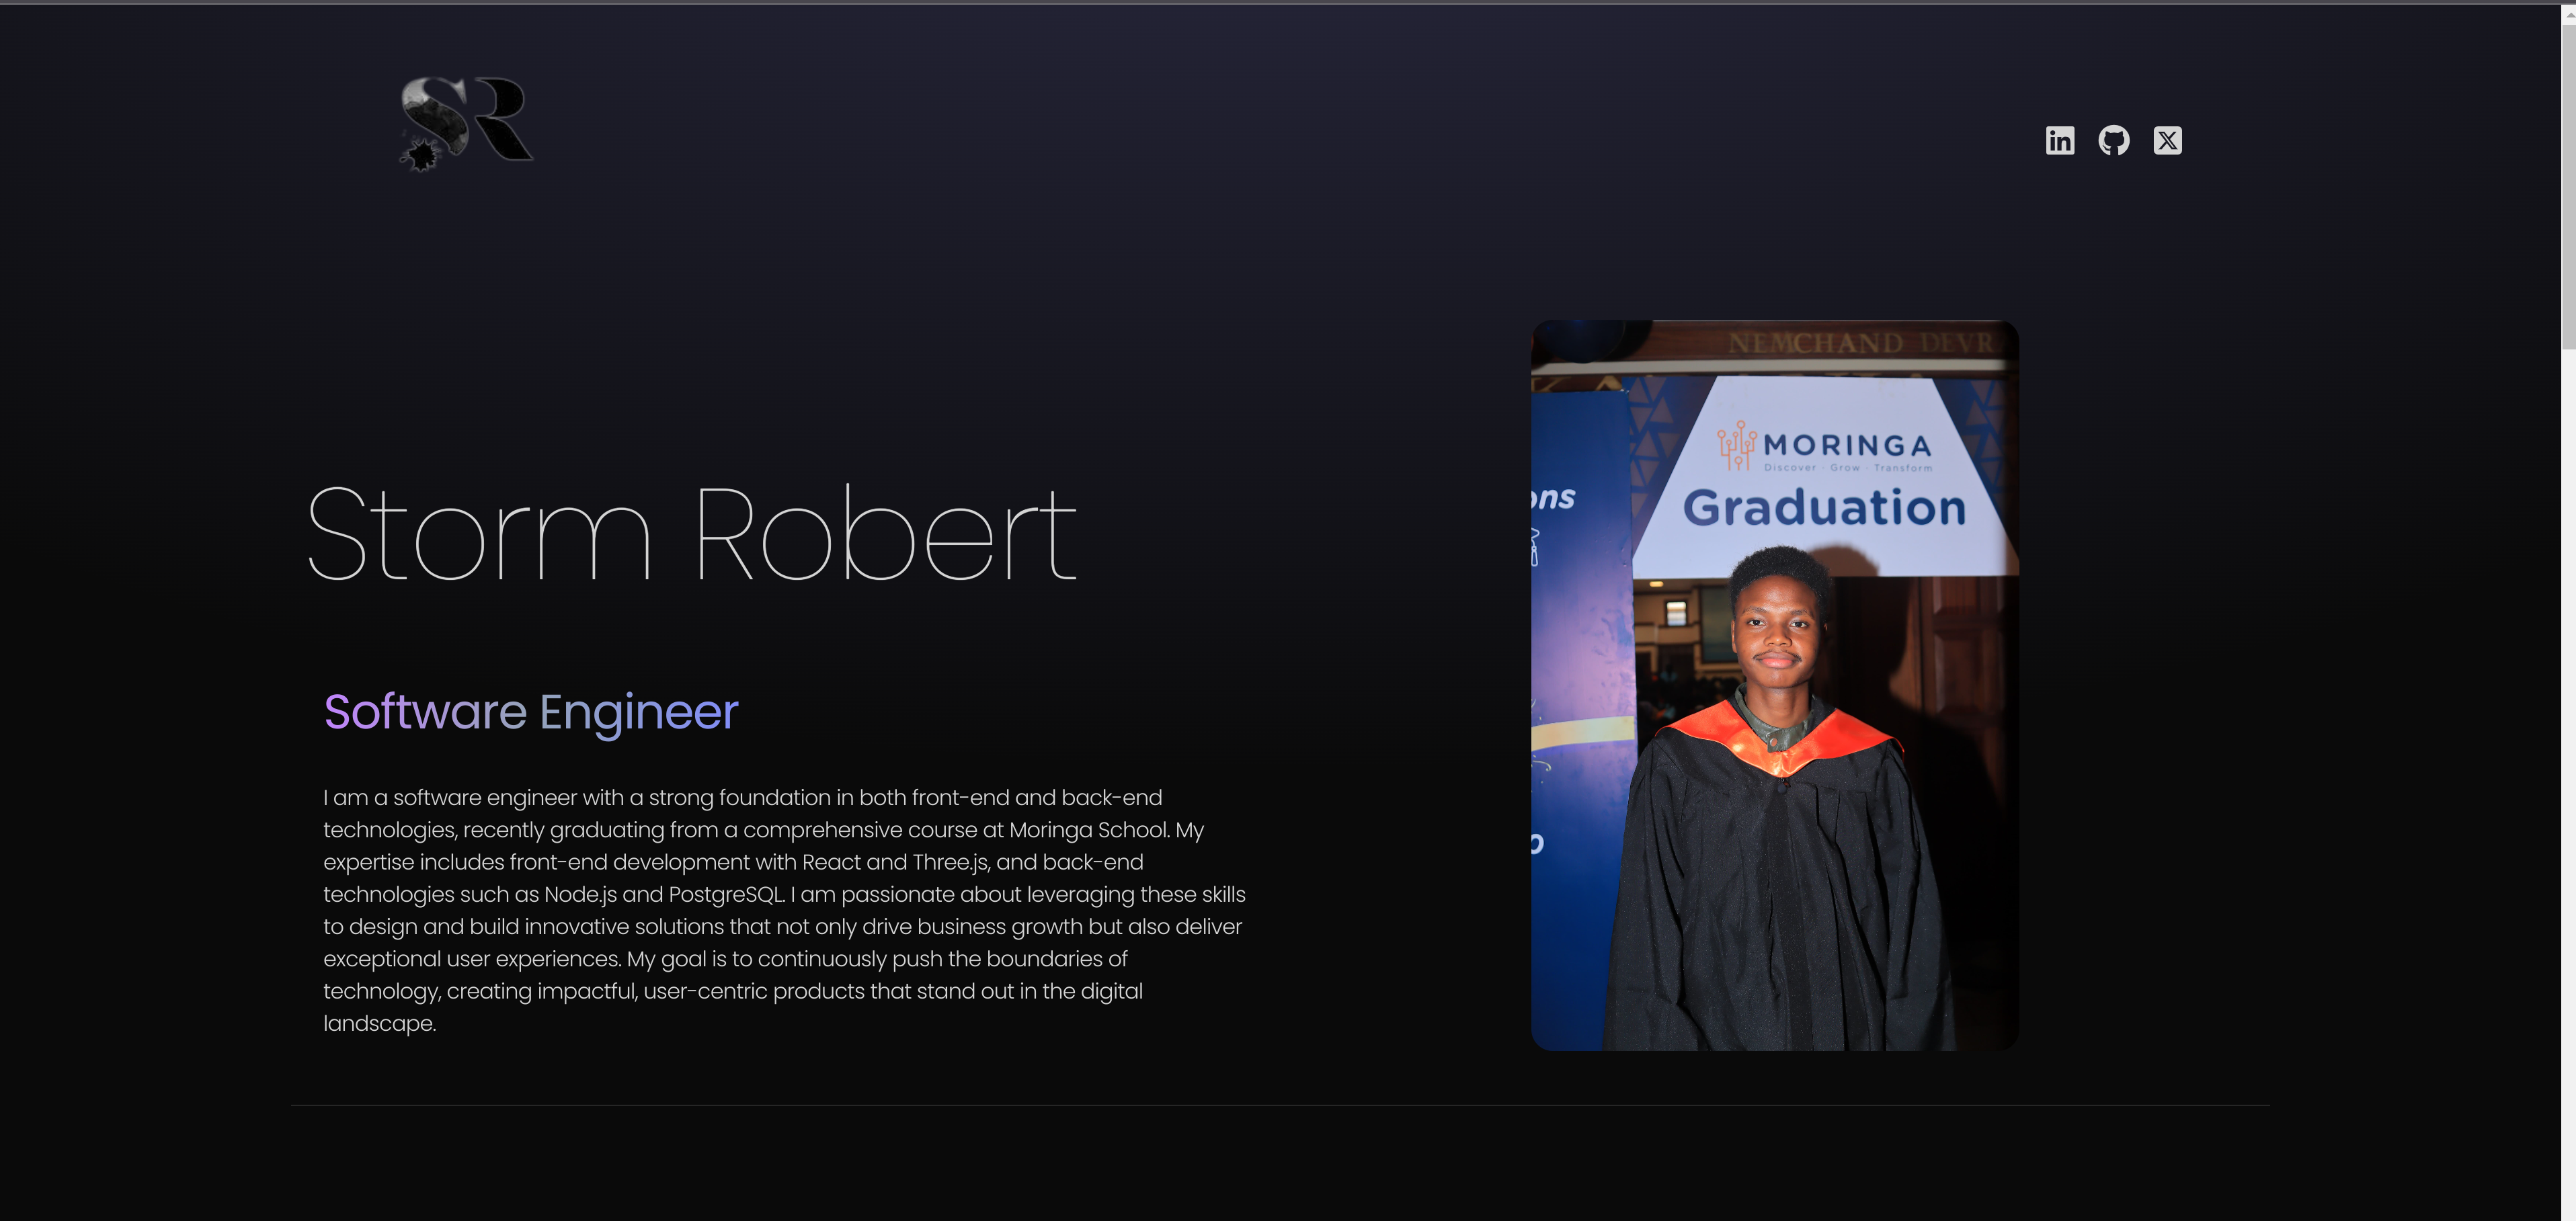 SR
Storm Robert
Software Engineer
I am a software engineer with a strong foundation in both front-end and back-end
technologies, recently graduating from a comprehensive course at Moringa School. My
expertise includes front-end development with React and Three.js, and back-end
technologies such as Node.js and PostgreSQL. I am passionate about leveraging these skills
to design and build innovative solutions that not only drive business growth but also deliver
exceptional user experiences. My goal is to continuously push the boundaries of
technology, creating impactful, user-centric products that stand out in the digital
landscape.
NEMCHAND DEVR
MORINGA
Discover · Grow · Transform
Graduation